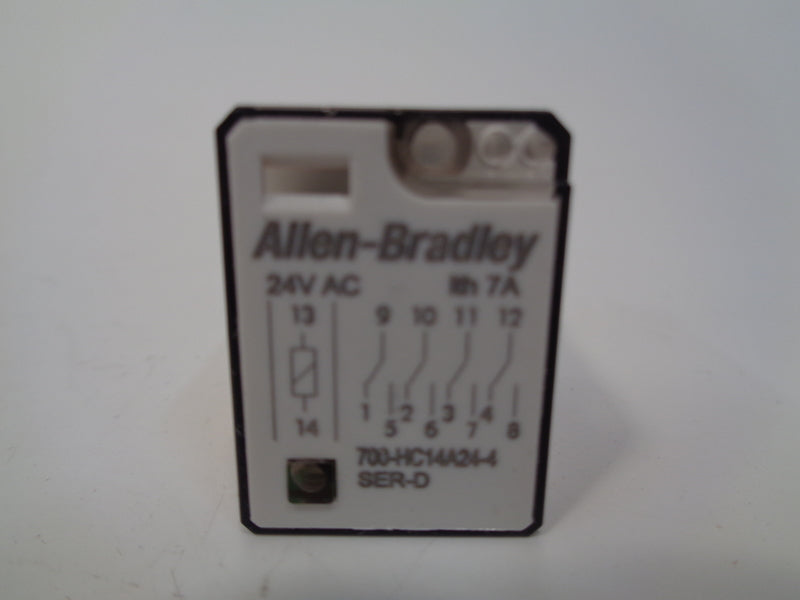 Allen-Bradley
24V AC Ith 7A
13 9 10 11 12
14 1 5 2 6 3 7 4 8
700-HC14A24-4
SER-D